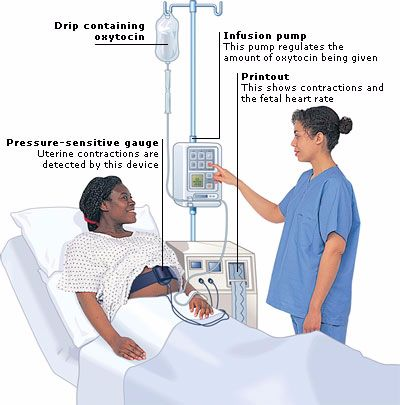 Drip containing
oxytocin
Infusion pump
This pump regulates the
amount of oxytocin being given
Printout
This shows contractions and
the fetal heart rate
Pressure-sensitive gauge
Uterine contractions are
detected by this device